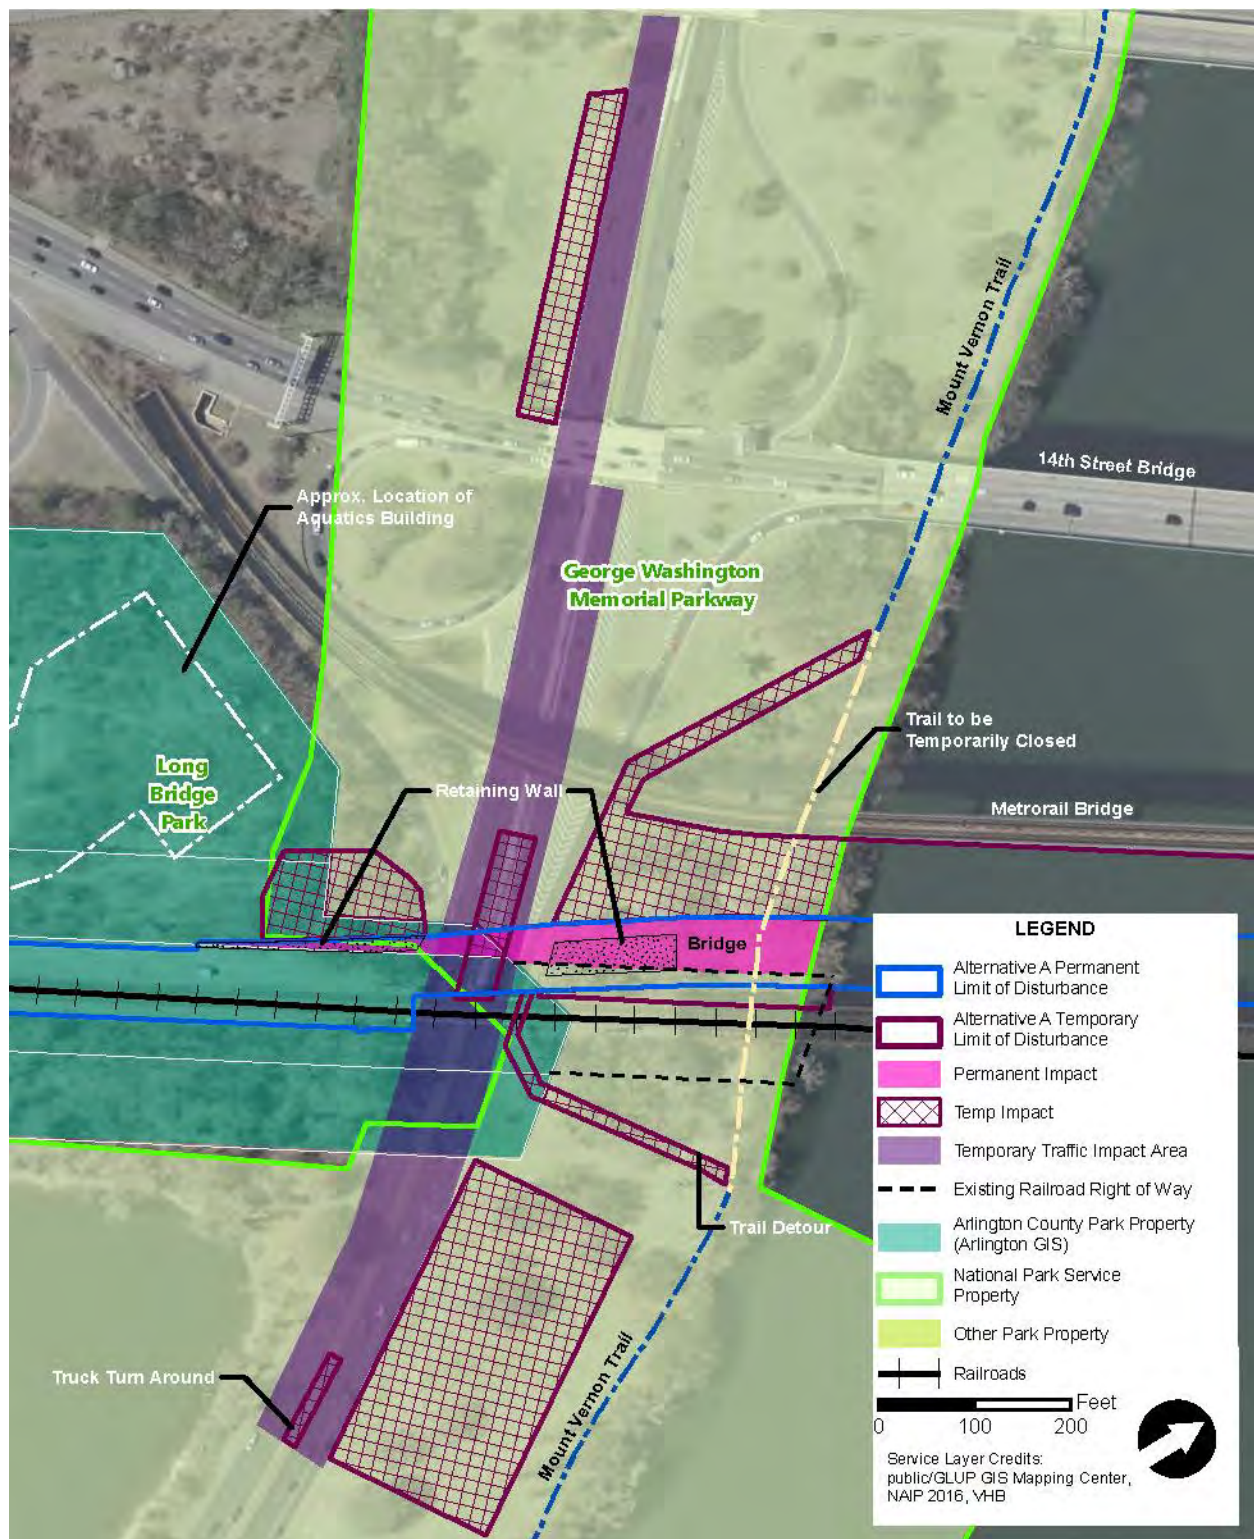 Mount Vernon Trail
14th Street Bridge
Approx. Location of
Aquatics Building
George Washington
Memorial Parkway
Trail to be
Temporarily Closed
Long
Bridge
Park
Retaining Wall
Metrorail Bridge
Bridge
Trail Detour
Truck Turn Around
Mount Vernon Trail
LEGEND
Alternative A Permanent
Limit of Disturbance
Alternative A Temporary
Limit of Disturbance
Permanent Impact
Temp Impact
Temporary Traffic Impact Area
Existing Railroad Right of Way
Arlington County Park Property
(Arlington GIS)
National Park Service
Property
Other Park Property
Railroads
Feet
0 100 200
Service Layer Credits:
public/GLUP GIS Mapping Center,
NAIP 2016, VHB